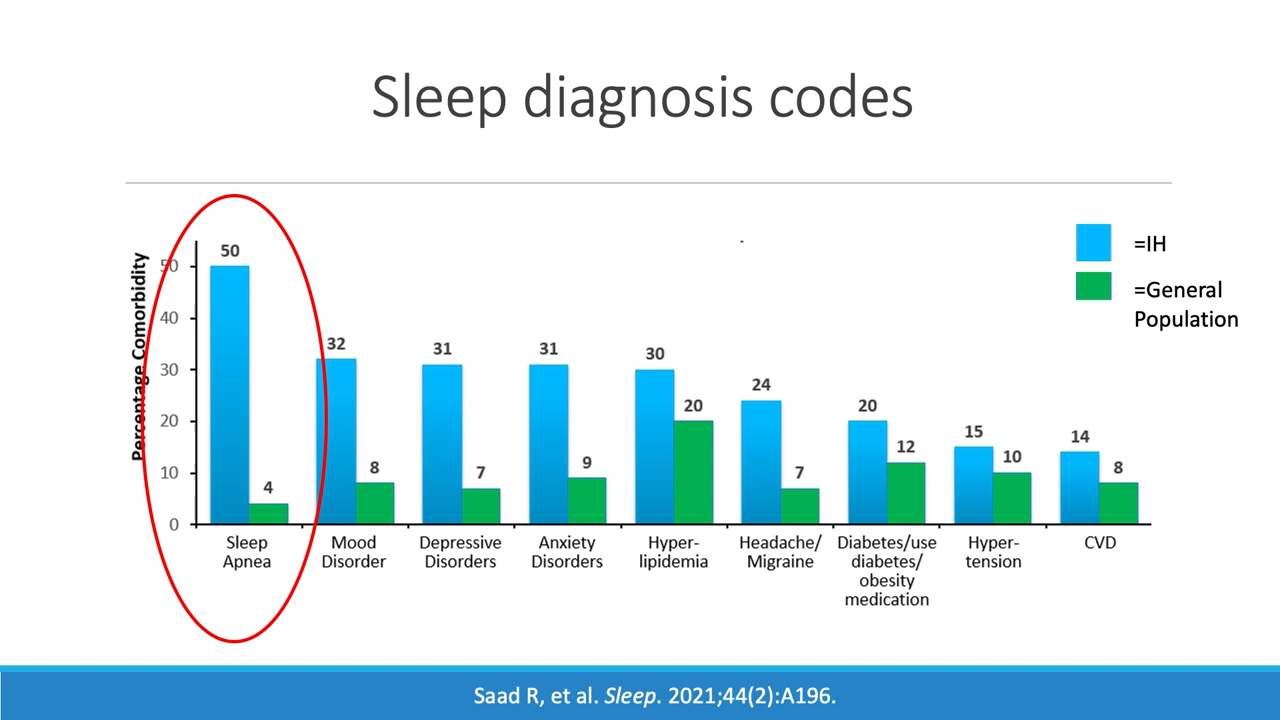 Sleep diagnosis codes
Percentage Comorbidity
50
40
30
20
10
0
50
4
32
8
31
7
31
9
30
20
24
7
20
12
15
10
14
8
Sleep
Apnea
Mood
Disorder
Depressive
Disorders
Anxiety
Disorders
Hyper-
lipidemia
Headache/
Migraine
Diabetes/use
diabetes/
obesity
medication
Hyper-
tension
CVD
=IH
=General
Population
Saad R, et al. Sleep. 2021;44(2):A196.